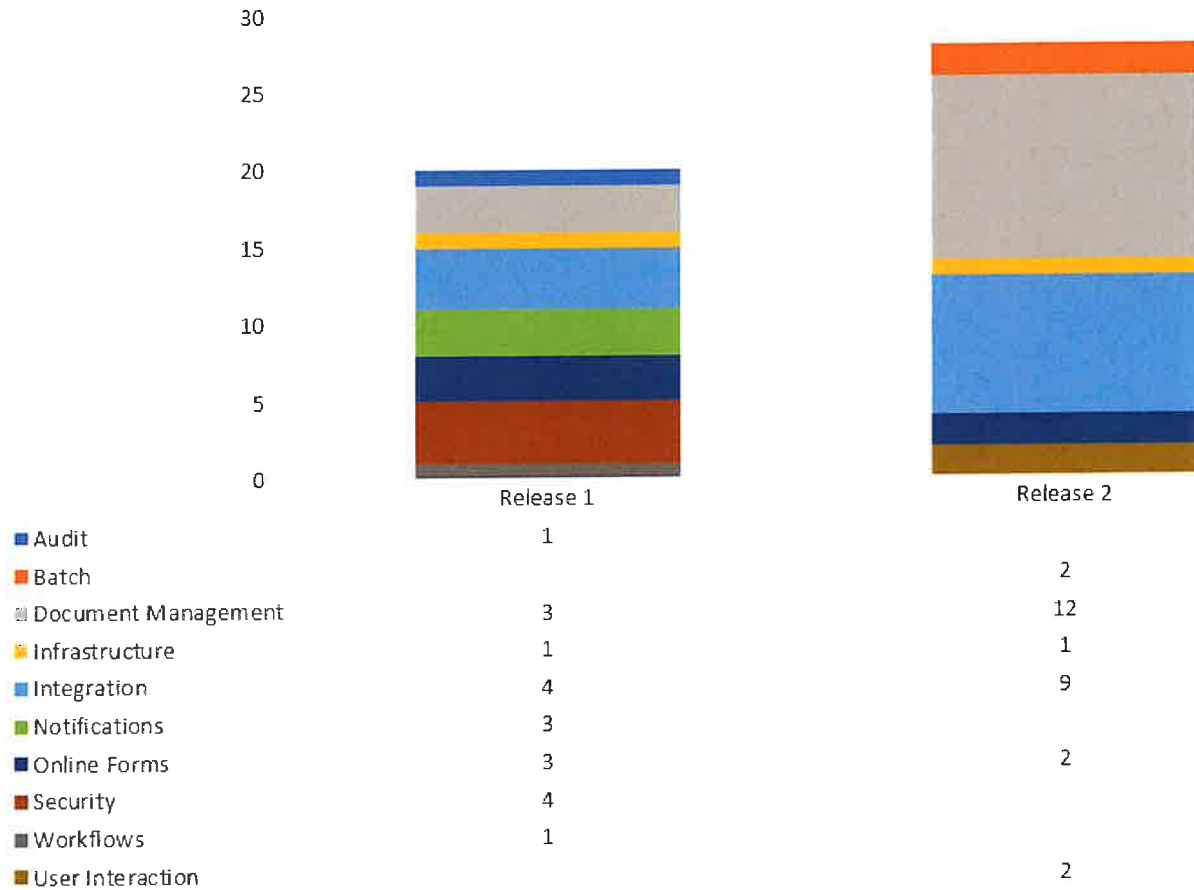 30
25
20
15
10
5
0
Release 1 Release 2
Audit 1
Batch 2
Document Management 3 12
Infrastructure 1 1
Integration 4 9
Notifications 3
Online Forms 3 2
Security 4
Workflows 1
User Interaction 2